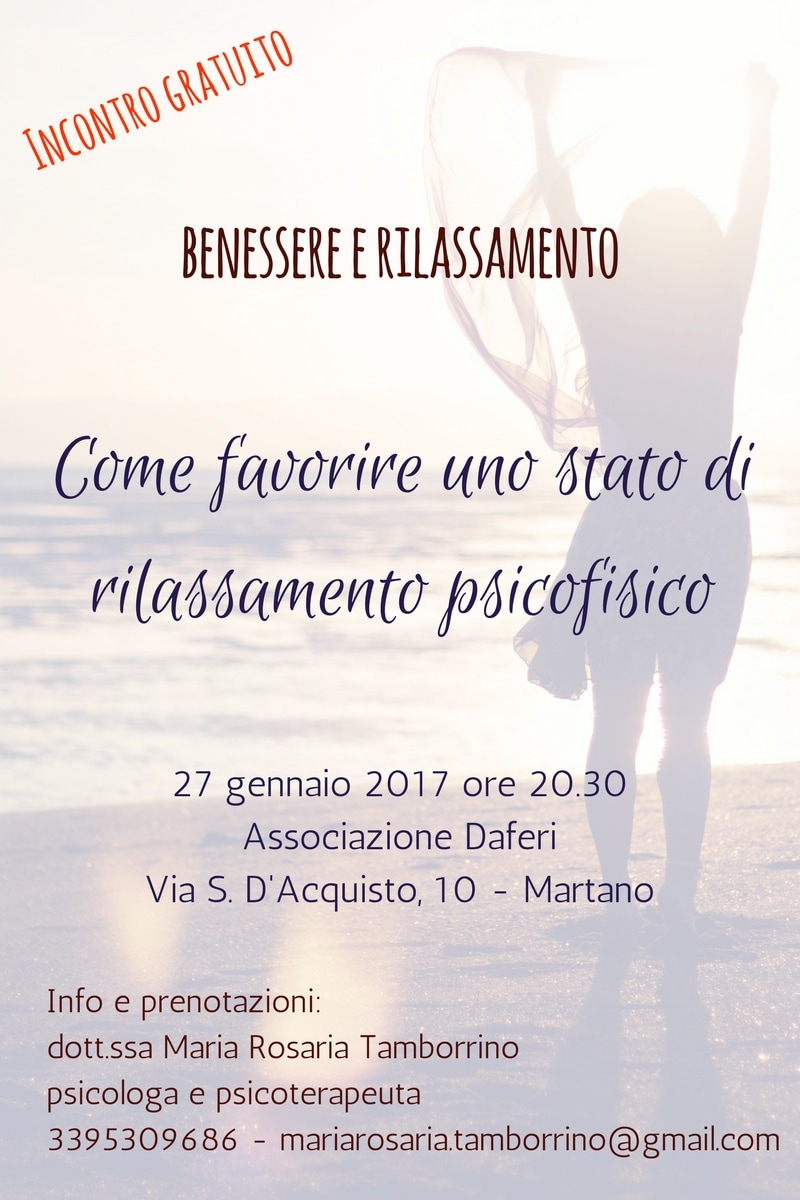 Incontro gratuito
BENESSERE E RILASSAMENTO
Come favorire uno stato di
rilassamento psicofisico
27 gennaio 2017 ore 20.30
Associazione Daferi
Via S. D'Acquisto, 10 - Martano
Info e prenotazioni:
dott.ssa Maria Rosaria Tamborrino
psicologa e psicoterapeuta
3395309686 - mariarosaria.tamborrino@gmail.com